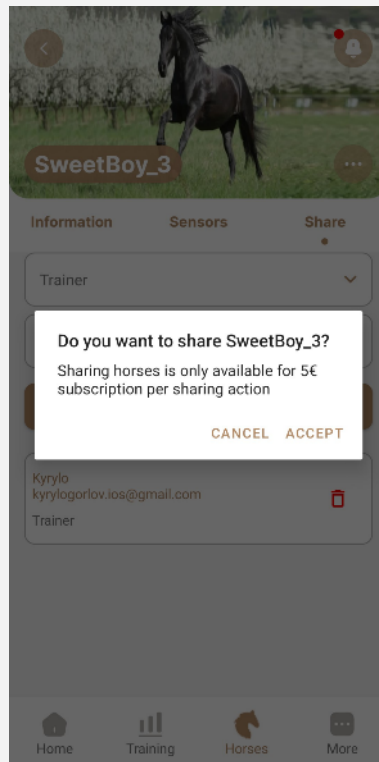 SweetBoy_3
Information
Sensors
Share
Trainer
Do you want to share SweetBoy_3?
Sharing horses is only available for 5€
subscription per sharing action
CANCEL
ACCEPT
Kyrylo
kyrylogorlov.ios@gmail.com
Trainer
Home
Training
Horses
More